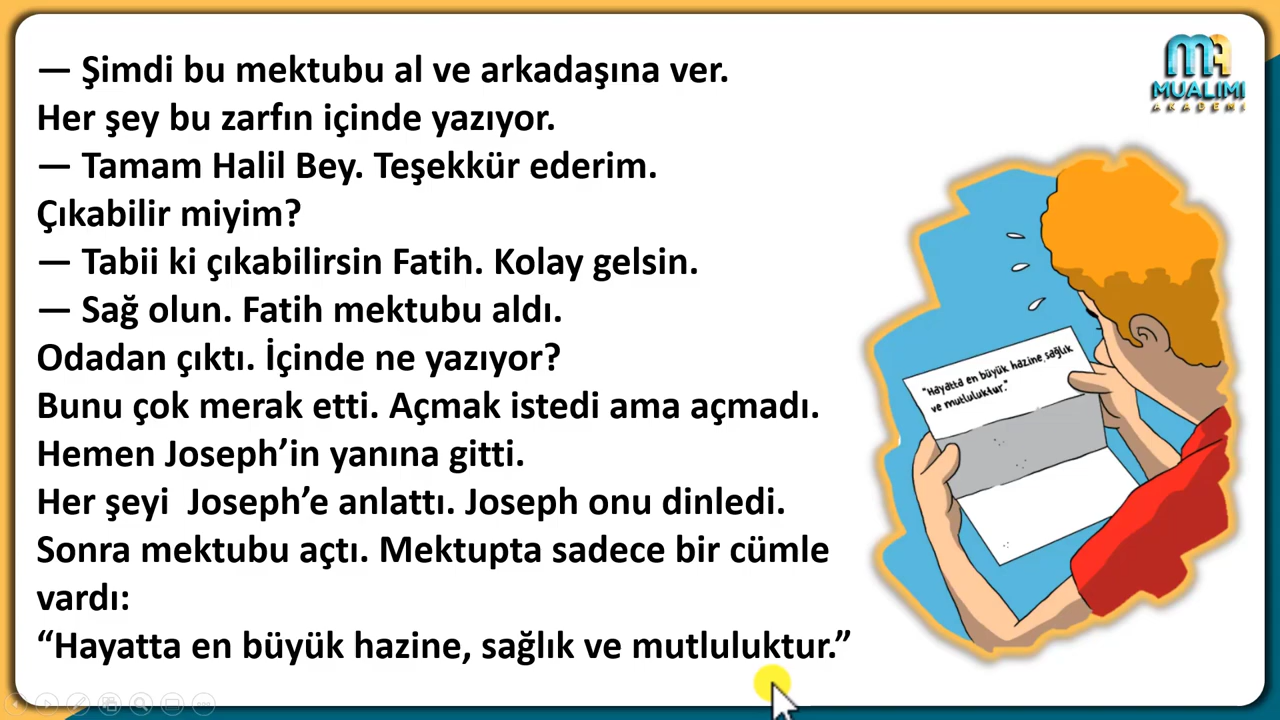 — Şimdi bu mektubu al ve arkadaşına ver.
Her şey bu zarfın içinde yazıyor.
— Tamam Halil Bey. Teşekkür ederim.
Çıkabilir miyim?
— Tabii ki çıkabilirsin Fatih. Kolay gelsin.
— Sağ olun. Fatih mektubu aldı.
Odadan çıktı. İçinde ne yazıyor?
Bunu çok merak etti. Açmak istedi ama açmadı.
Hemen Joseph’in yanına gitti.
Her şeyi  Joseph’e anlattı. Joseph onu dinledi.
Sonra mektubu açtı. Mektupta sadece bir cümle
vardı:
“Hayatta en büyük hazine, sağlık ve mutluluktur.”
MA
MUALIMI
AKADEMI
“Hayatta en büyük hazine, sağlık
ve mutluluktur.”